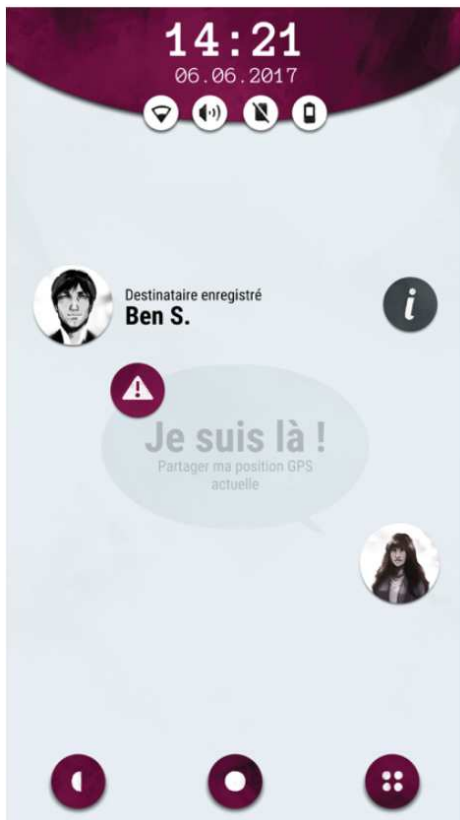 14:21
06.06.2017
Destinataire enregistré
Ben S.
i
Je suis là !
Partager ma position GPS
actuelle